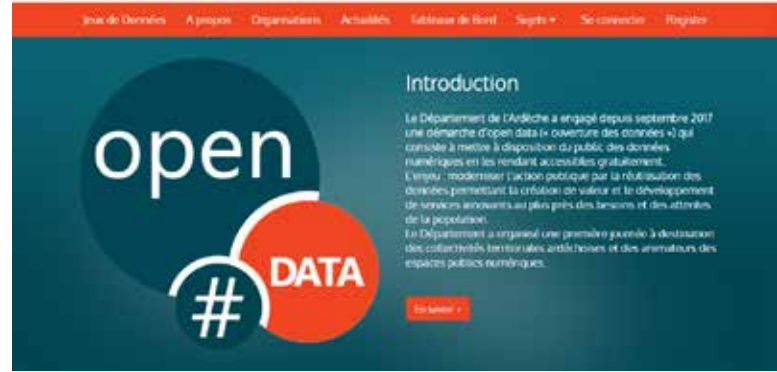 Jeux de Données A propos Organisations Actualités Tableaux de Bord Sujets Se connecter Register
open
# DATA
Introduction
Le Département de l'Ardèche a engagé depuis septembre 2017
une démarche d'open data (« ouverture des données ») qui
consiste à mettre à disposition du public des données
numériques en les rendant accessibles gratuitement.
L'enjeu : moderniser l'action publique par la réutilisation des
données permettant la création de valeur et le développement
de services innovants au plus près des besoins et des attentes
de la population.
Le Département a organisé une première journée à destination
des collectivités territoriales ardéchoises et des animateurs des
espaces publics numériques.
En savoir +